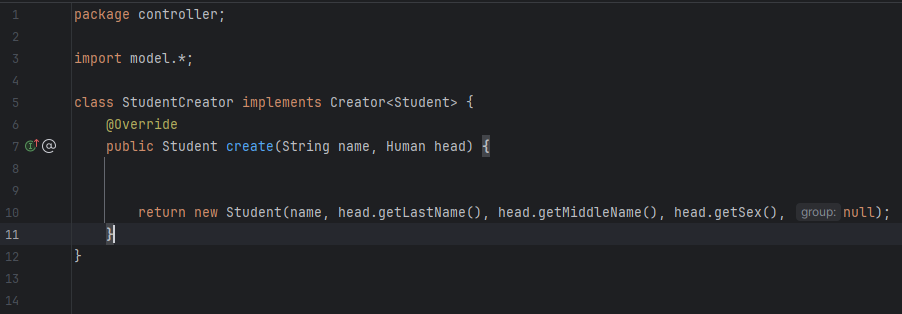 1 package controller;
2
3 import model.*;
4
5 class StudentCreator implements Creator<Student> {
6 @Override
7 public Student create(String name, Human head) {
8
9
10 return new Student(name, head.getLastName(), head.getMiddleName(), head.getSex(), group: null);
11 }
12 }
13
14